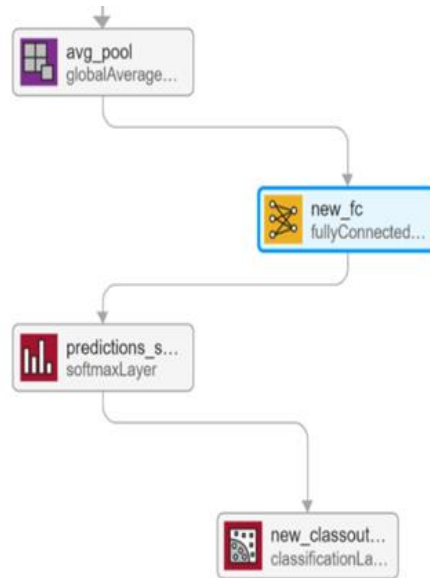 avg_pool
globalAverage...
new_fc
fullyConnected...
predictions_s...
softmaxLayer
new_classout...
classificationLa...